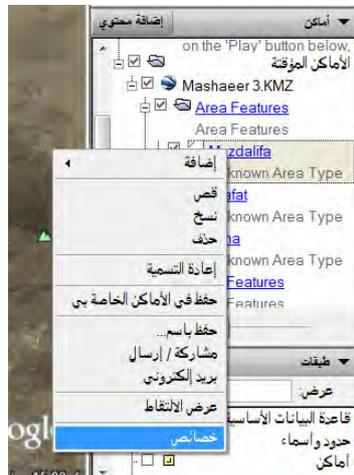 أماكن
إضافة محتوي
on the 'Play' button below,
الأماكن المؤقتة
Mashaeer 3.KMZ
Area Features
Area Features
zdalifa
known Area Type
afat
known Area Type
na
known Area Type
Features
Features
إضافة
قص
نسخ
حذف
إعادة التسمية
حفظ في الأماكن الخاصة بي
حفظ باسم...
مشاركة / إرسال
بريد إلكتروني
عرض الالتقاط
خصائص
طبقات
عرض:
قاعدة البيانات الأساسية
حدود وأسماء
أماكن
ogl